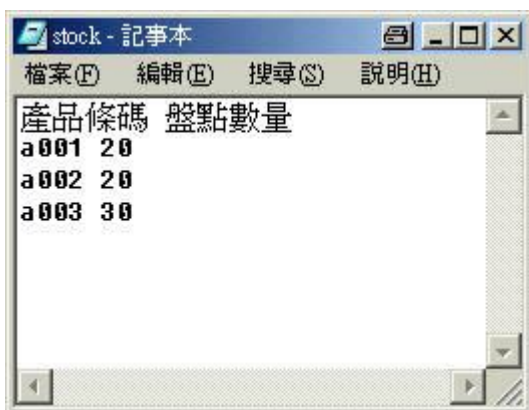 stock - 記事本
檔案(F) 編輯(E) 搜尋(S) 說明(H)
產品條碼 盤點數量
a001 20
a002 20
a003 30